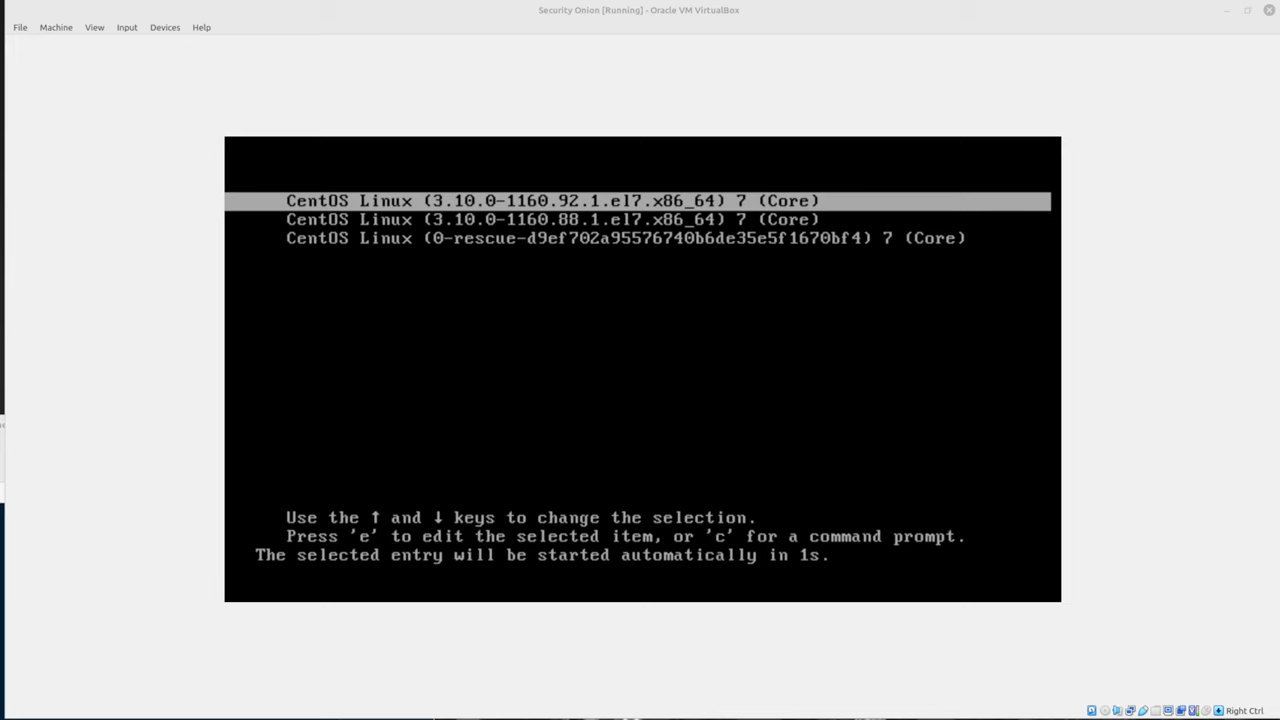 Security Onion [Running] - Oracle VM VirtualBox
File Machine View Input Devices Help
CentOS Linux (3.10.0-1160.92.1.el7.x86_64) 7 (Core)
CentOS Linux (3.10.0-1160.88.1.el7.x86_64) 7 (Core)
CentOS Linux (0-rescue-d9ef702a95576740b6de35e5f1670bf4) 7 (Core)
Use the ↑ and ↓ keys to change the selection.
Press 'e' to edit the selected item, or 'c' for a command prompt.
The selected entry will be started automatically in 1s.
Right Ctrl